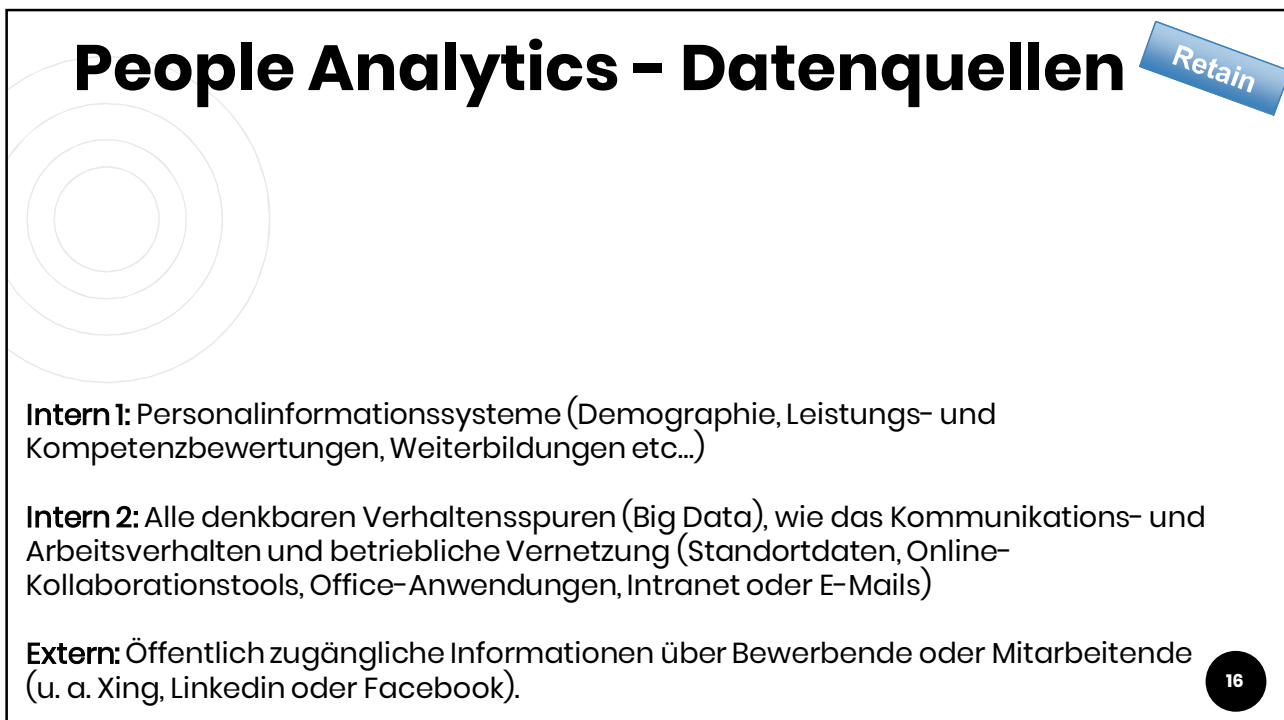 People Analytics – Datenquellen
Retain
Intern 1: Personalinformationssysteme (Demographie, Leistungs- und
Kompetenzbewertungen, Weiterbildungen etc...)
Intern 2: Alle denkbaren Verhaltensspuren (Big Data), wie das Kommunikations- und
Arbeitsverhalten und betriebliche Vernetzung (Standortdaten, Online-
Kollaborationstools, Office-Anwendungen, Intranet oder E-Mails)
Extern: Öffentlich zugängliche Informationen über Bewerbende oder Mitarbeitende
(u. a. Xing, Linkedin oder Facebook).
16